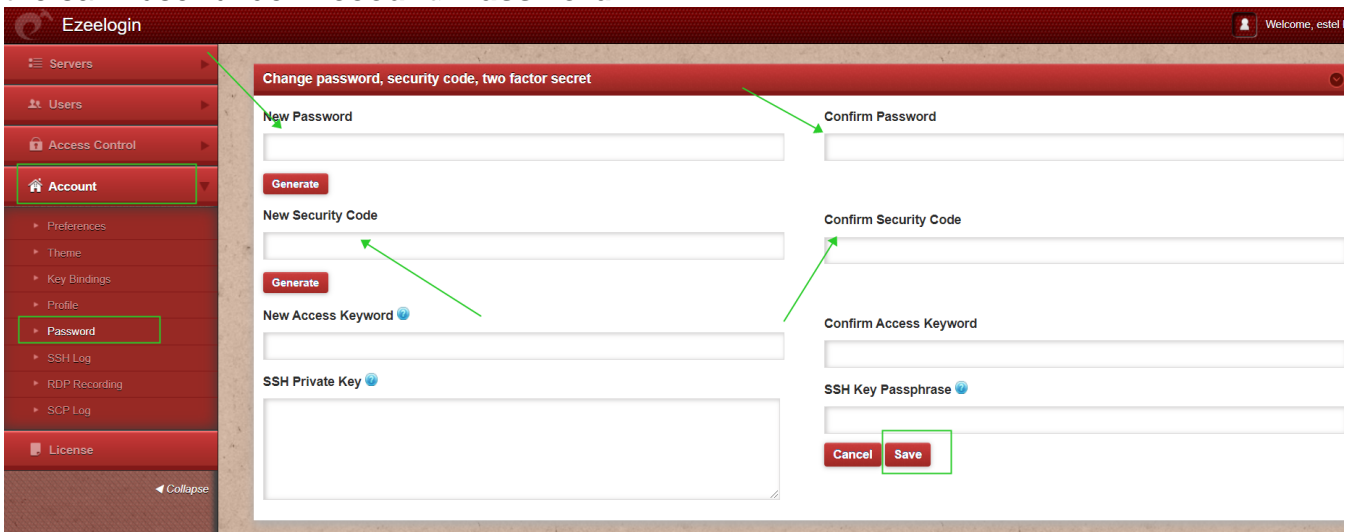 Ezeelogin
Welcome, estel
Servers
Users
Access Control
Account
Preferences
Theme
Key Bindings
Profile
Password
SSH Log
RDP Recording
SCP Log
License
Collapse
Change password, security code, two factor secret
New Password
Confirm Password
Generate
New Security Code
Confirm Security Code
Generate
New Access Keyword
Confirm Access Keyword
SSH Private Key
SSH Key Passphrase
Cancel Save